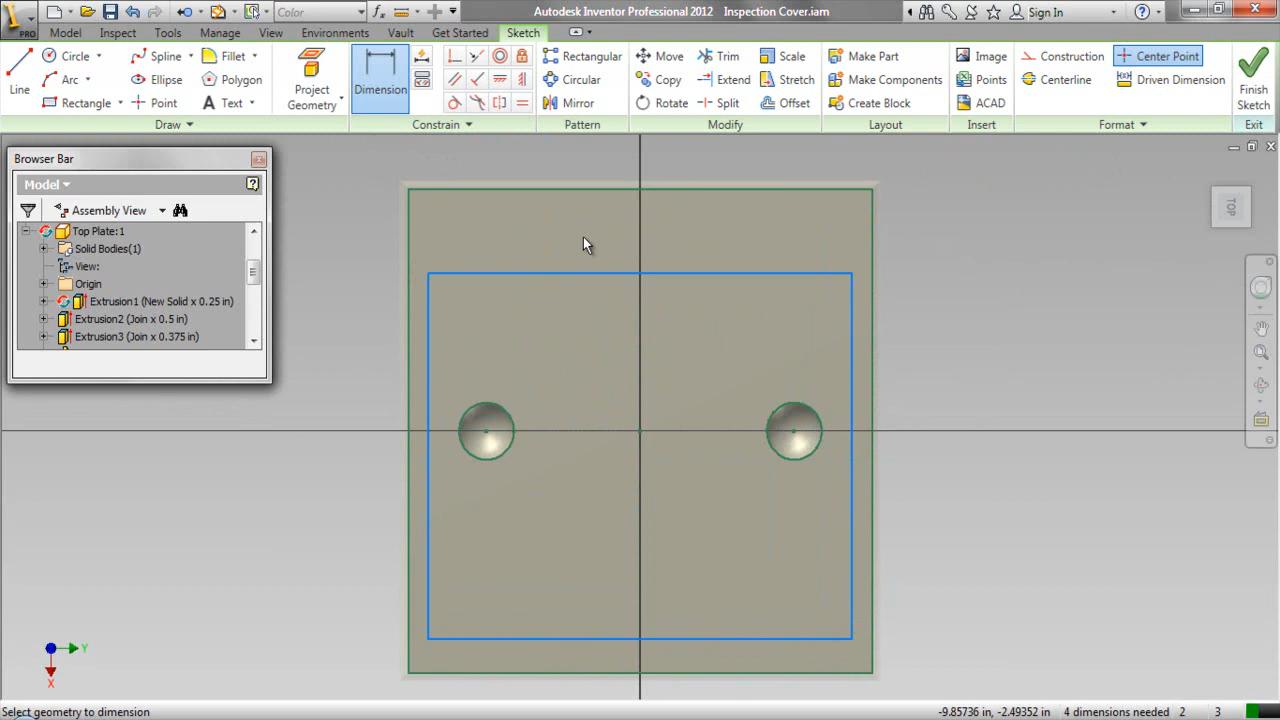 PRO
Color
Autodesk Inventor Professional 2012 Inspection Cover.iam
Sign In
Model Inspect Tools Manage View Environments Vault Get Started Sketch
Line
Circle
Arc
Rectangle
Spline
Ellipse
Point
Fillet
Polygon
Text
Draw
Project Geometry
Dimension
Constrain
Rectangular
Circular
Mirror
Pattern
Move
Copy
Rotate
Trim
Extend
Split
Scale
Stretch
Offset
Modify
Make Part
Make Components
Create Block
Layout
Image
Points
ACAD
Insert
Construction
Centerline
Center Point
Driven Dimension
Format
Finish
Sketch
Exit
Browser Bar
Model
Assembly View
Top Plate:1
Solid Bodies(1)
View:
Origin
Extrusion1 (New Solid x 0.25 in)
Extrusion2 (Join x 0.5 in)
Extrusion3 (Join x 0.375 in)
TOP
Y
X
Select geometry to dimension
-9.85736 in, -2.49352 in 4 dimensions needed 2 3